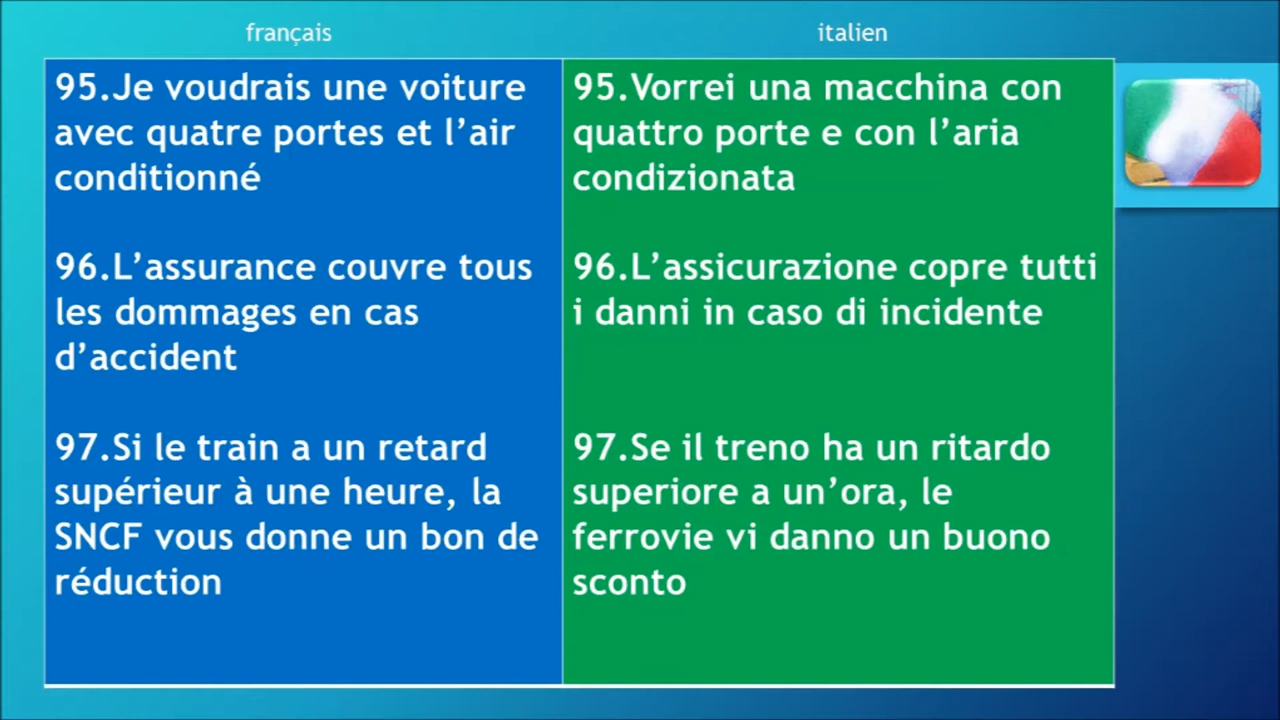 français
italien
95.Je voudrais une voiture
avec quatre portes et l’air
conditionné
96.L’assurance couvre tous
les dommages en cas
d’accident
97.Si le train a un retard
supérieur à une heure, la
SNCF vous donne un bon de
réduction
95.Vorrei una macchina con
quattro porte e con l’aria
condizionata
96.L’assicurazione copre tutti
i danni in caso di incidente
97.Se il treno ha un ritardo
superiore a un’ora, le
ferrovie vi danno un buono
sconto